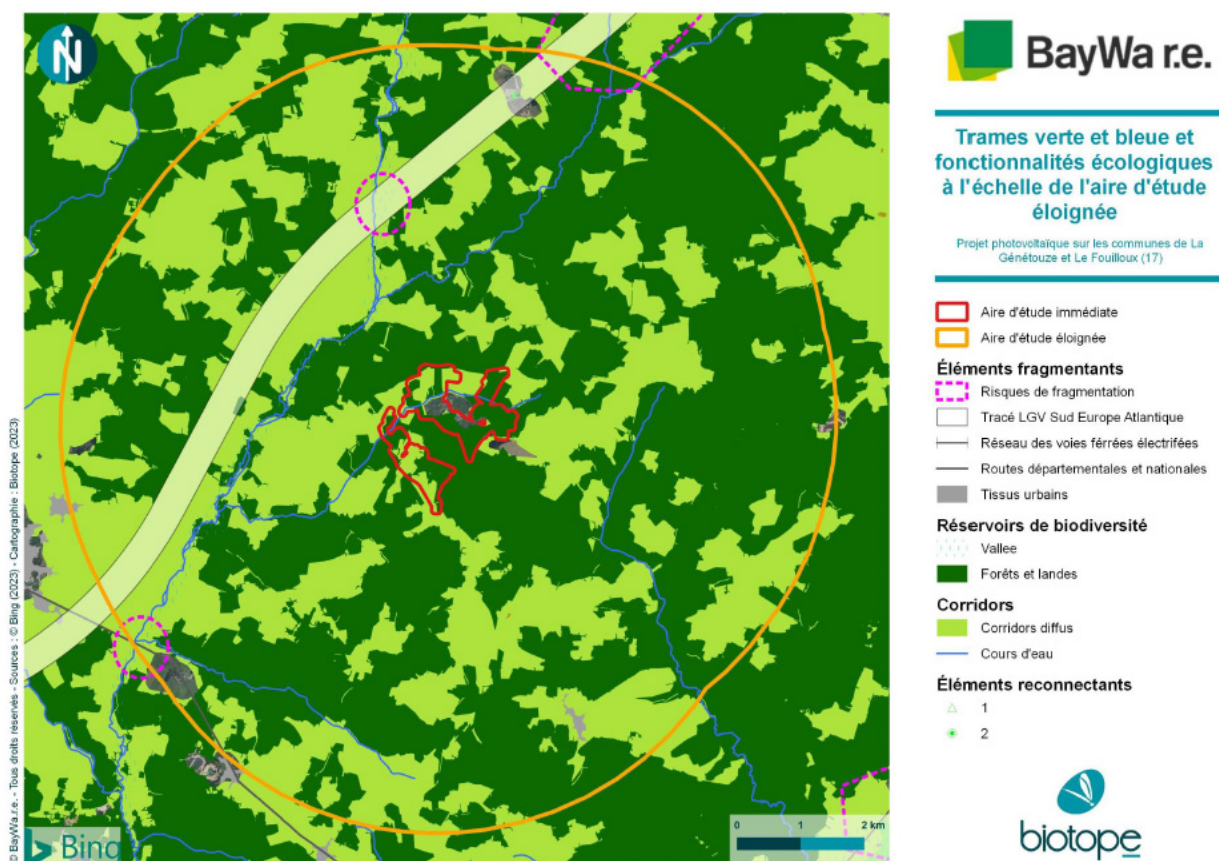 N
BayWa r.e.
Trames verte et bleue et
fonctionnalités écologiques
à l'échelle de l'aire d'étude
éloignée
Projet photovoltaïque sur les communes de La
Génétouze et Le Fouilloux (17)
Aire d'étude immédiate
Aire d'étude éloignée
Éléments fragmentants
Risques de fragmentation
Tracé LGV Sud Europe Atlantique
Réseau des voies férrées électrifées
Routes départementales et nationales
Tissus urbains
Réservoirs de biodiversité
Vallee
Forêts et landes
Corridors
Corridors diffus
Cours d'eau
Éléments reconnectants
1
2
biotope
0 1 2 km
Bing
© BayWa.r.e. - Tous droits réservés - Sources : © Bing (2023) - Cartographie : Biotope (2023)